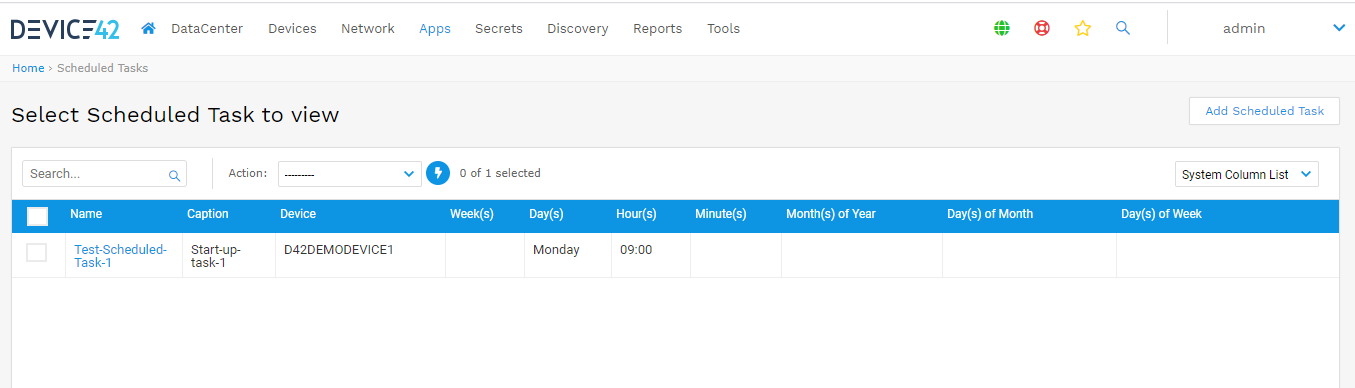 DEVICE42 DataCenter Devices Network Apps Secrets Discovery Reports Tools admin
Home › Scheduled Tasks
Select Scheduled Task to view
Add Scheduled Task
Search... Action: --------- 0 of 1 selected System Column List
Name Caption Device Week(s) Day(s) Hour(s) Minute(s) Month(s) of Year Day(s) of Month Day(s) of Week
Test-Scheduled- Start-up- D42DEMODEVICE1 Monday 09:00
Task-1 task-1